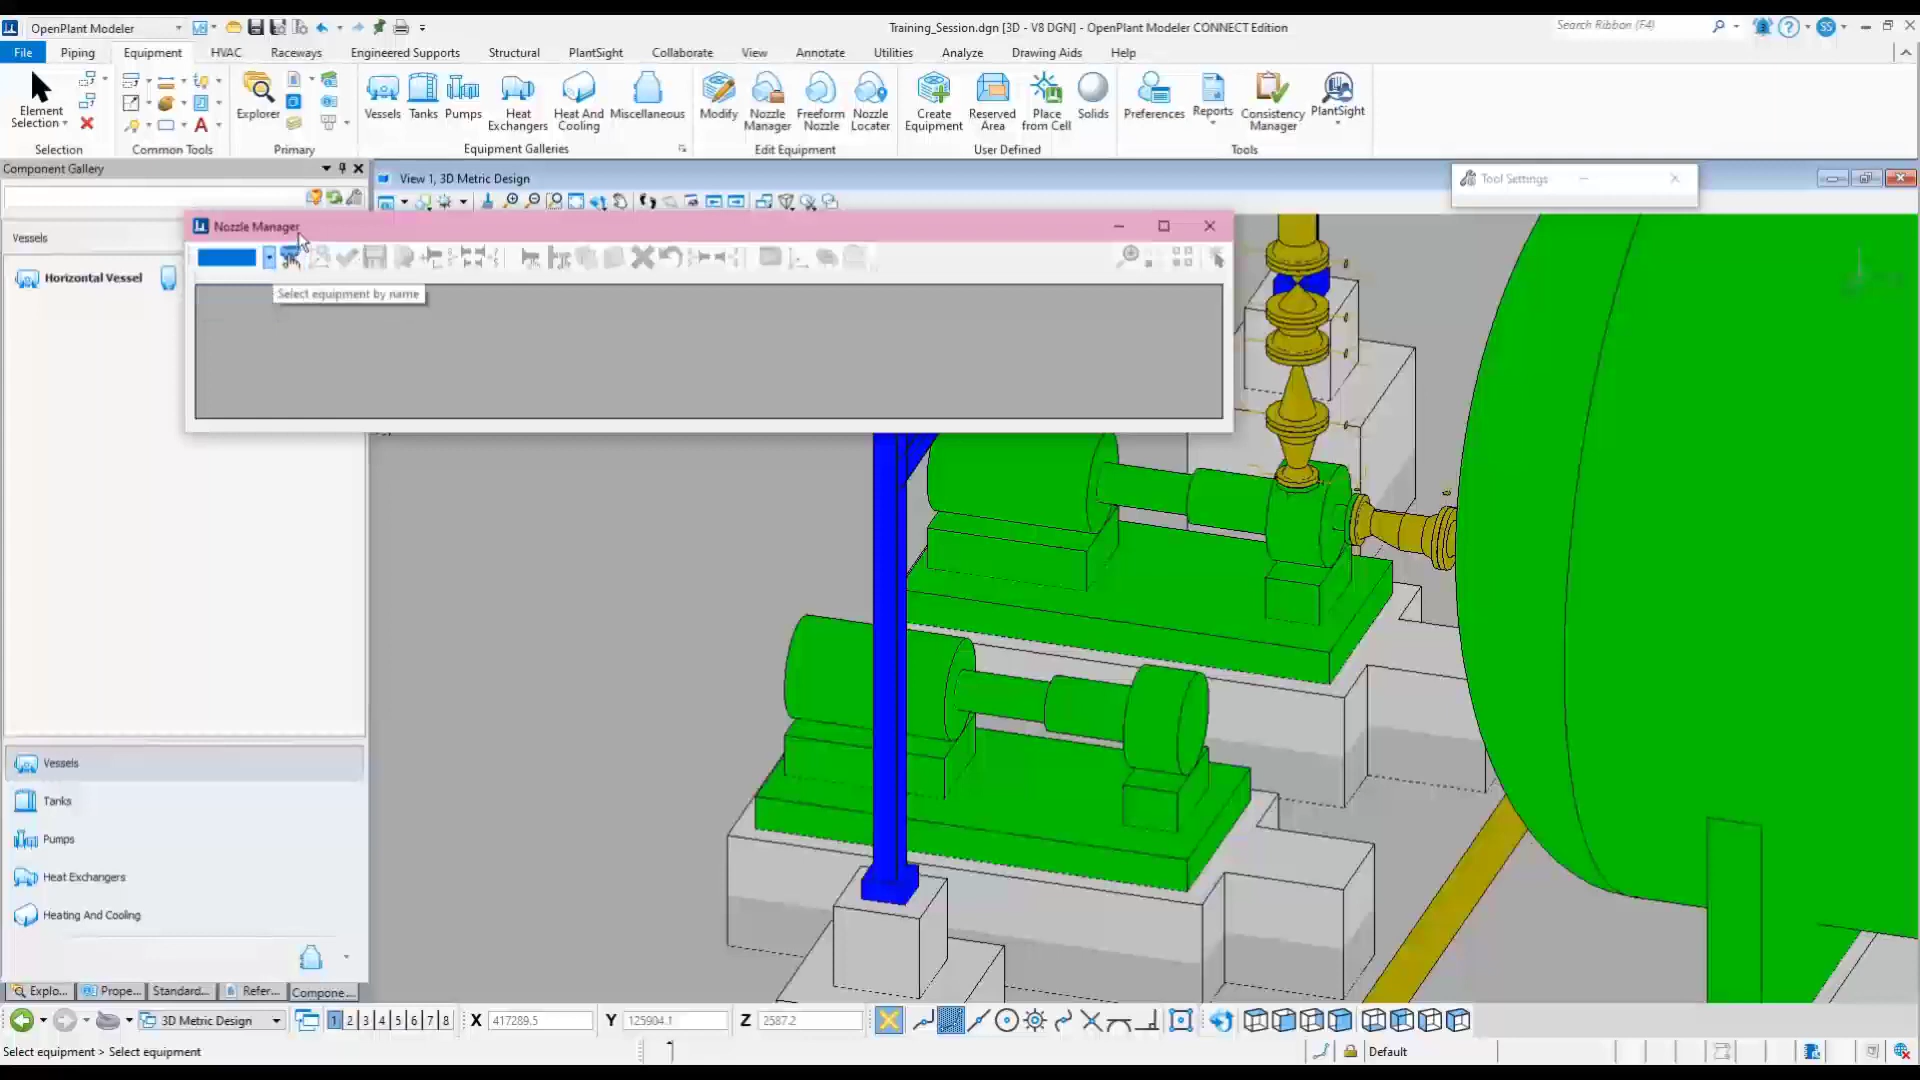 OpenPlant Modeler
Training_Session.dgn [3D - V8 DGN] - OpenPlant Modeler CONNECT Edition
Search Ribbon (F4)
SS
File Piping Equipment HVAC Raceways Engineered Supports Structural PlantSight Collaborate View Annotate Utilities Analyze Drawing Aids Help
Element Selection
Explorer
Vessels Tanks Pumps Heat Exchangers Heat And Cooling Miscellaneous
Modify Nozzle Manager Freeform Nozzle Nozzle Locater
Create Equipment Reserved Area Place from Cell Solids
Preferences Reports Consistency Manager PlantSight
Selection Common Tools Primary Equipment Galleries Edit Equipment User Defined Tools
Component Gallery
View 1, 3D Metric Design
Tool Settings
Nozzle Manager
Vessels
Horizontal Vessel
Select equipment by name
Vessels
Tanks
Pumps
Heat Exchangers
Heating And Cooling
Explo... Prope... Standard... Refer... Compone...
3D Metric Design 1 2 3 4 5 6 7 8 X 417289.5 Y 125904.1 Z 2587.2
Select equipment > Select equipment
Default